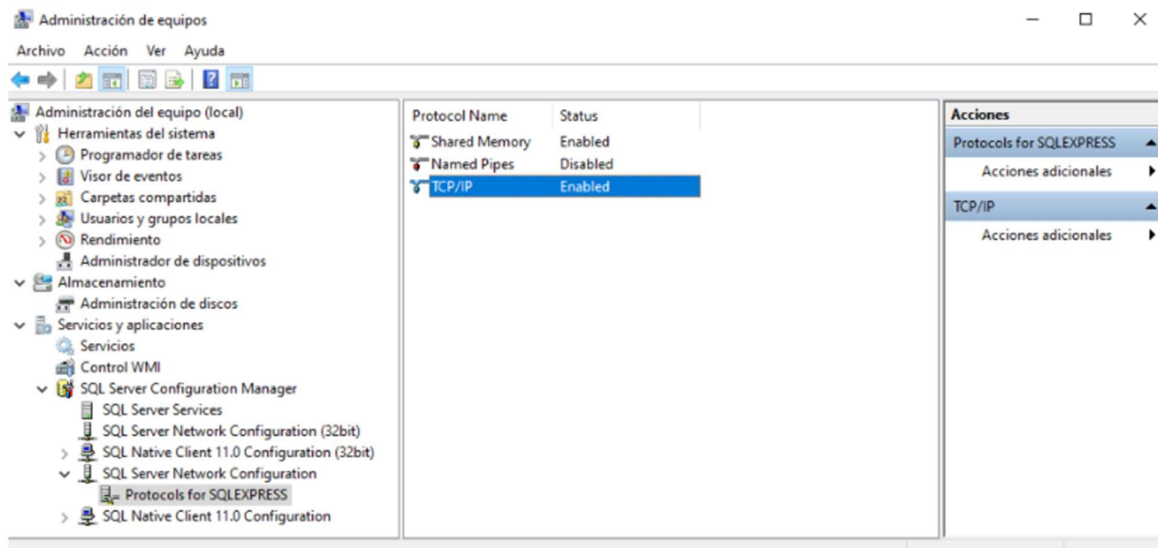 Administración de equipos
Archivo Acción Ver Ayuda
Administración del equipo (local)
Herramientas del sistema
Programador de tareas
Visor de eventos
Carpetas compartidas
Usuarios y grupos locales
Rendimiento
Administrador de dispositivos
Almacenamiento
Administración de discos
Servicios y aplicaciones
Servicios
Control WMI
SQL Server Configuration Manager
SQL Server Services
SQL Server Network Configuration (32bit)
SQL Native Client 11.0 Configuration (32bit)
SQL Server Network Configuration
Protocols for SQLEXPRESS
SQL Native Client 11.0 Configuration
Protocol Name Status
Shared Memory Enabled
Named Pipes Disabled
TCP/IP Enabled
Acciones
Protocols for SQLEXPRESS
Acciones adicionales
TCP/IP
Acciones adicionales